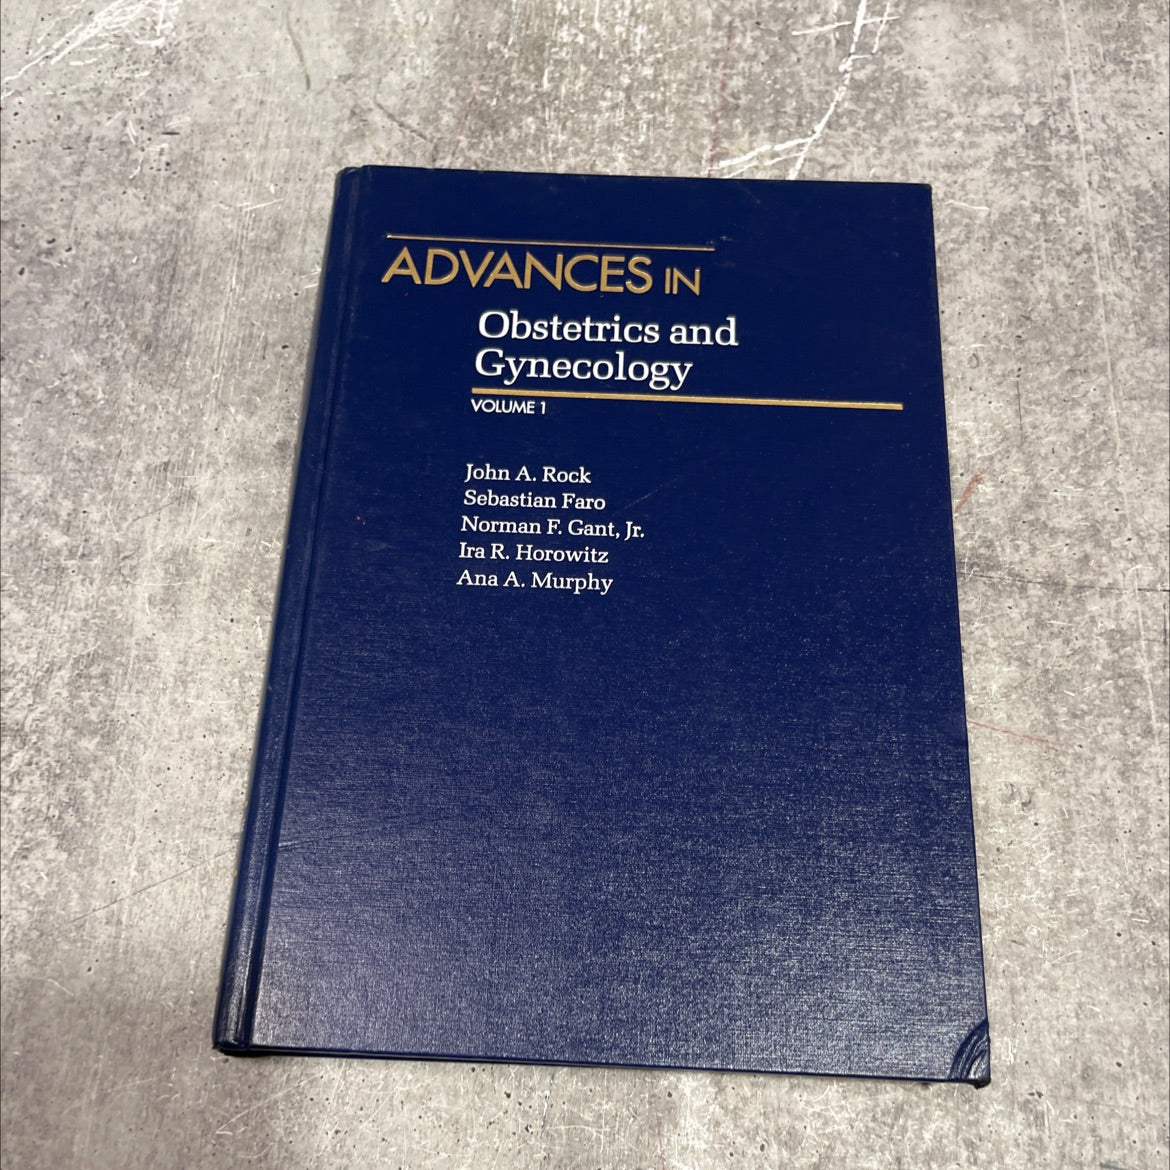 ADVANCES IN
Obstetrics and
Gynecology
VOLUME 1
John A. Rock
Sebastian Faro
Norman F. Gant, Jr.
Ira R. Horowitz
Ana A. Murphy